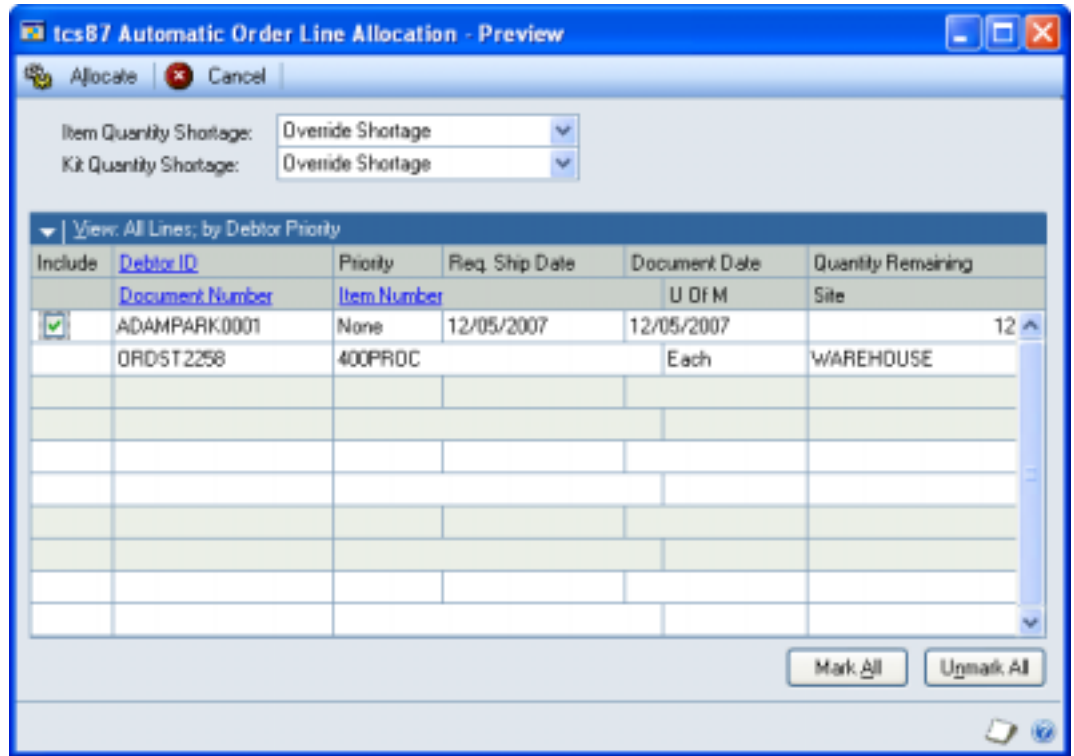 tcs87 Automatic Order Line Allocation - Preview
Allocate Cancel
Item Quantity Shortage: Override Shortage
Kit Quantity Shortage: Override Shortage
View: All Lines; by Debtor Priority
Include Debtor ID Priority Req. Ship Date Document Date Quantity Remaining
Document Number Item Number U Of M Site
ADAMPARK0001 None 12/05/2007 12/05/2007 12
ORDST2258 400PROC Each WAREHOUSE
Mark All Unmark All